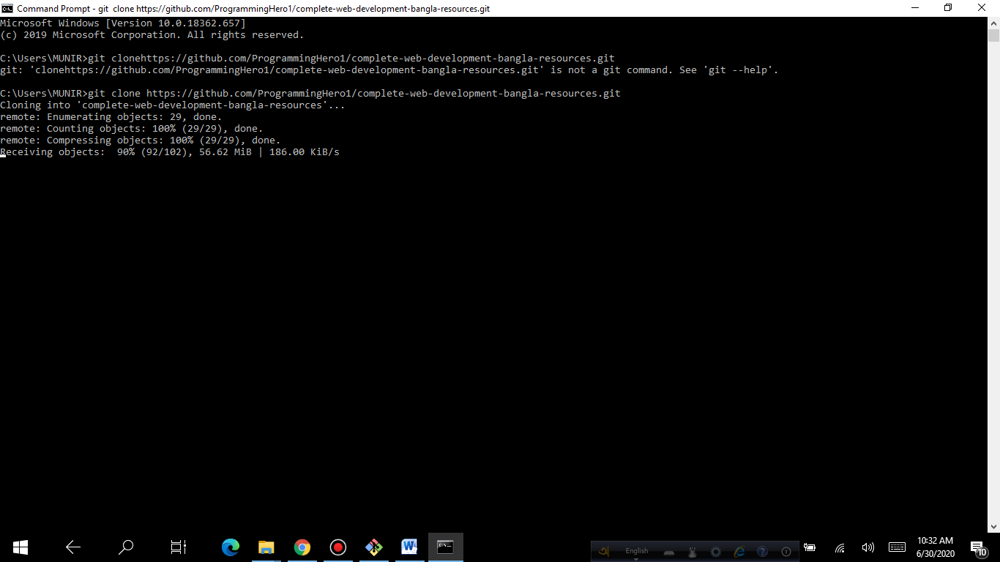 Command Prompt - git  clone https://github.com/ProgrammingHero1/complete-web-development-bangla-resources.git
Microsoft Windows [Version 10.0.18362.657]
(c) 2019 Microsoft Corporation. All rights reserved.
C:\Users\MUNIR>git clonehttps://github.com/ProgrammingHero1/complete-web-development-bangla-resources.git
git: 'clonehttps://github.com/ProgrammingHero1/complete-web-development-bangla-resources.git' is not a git command. See 'git --help'.
C:\Users\MUNIR>git clone https://github.com/ProgrammingHero1/complete-web-development-bangla-resources.git
Cloning into 'complete-web-development-bangla-resources'...
remote: Enumerating objects: 29, done.
remote: Counting objects: 100% (29/29), done.
remote: Compressing objects: 100% (29/29), done.
Receiving objects:  90% (92/102), 56.62 MiB | 186.00 KiB/s
English
10:32 AM
6/30/2020
10